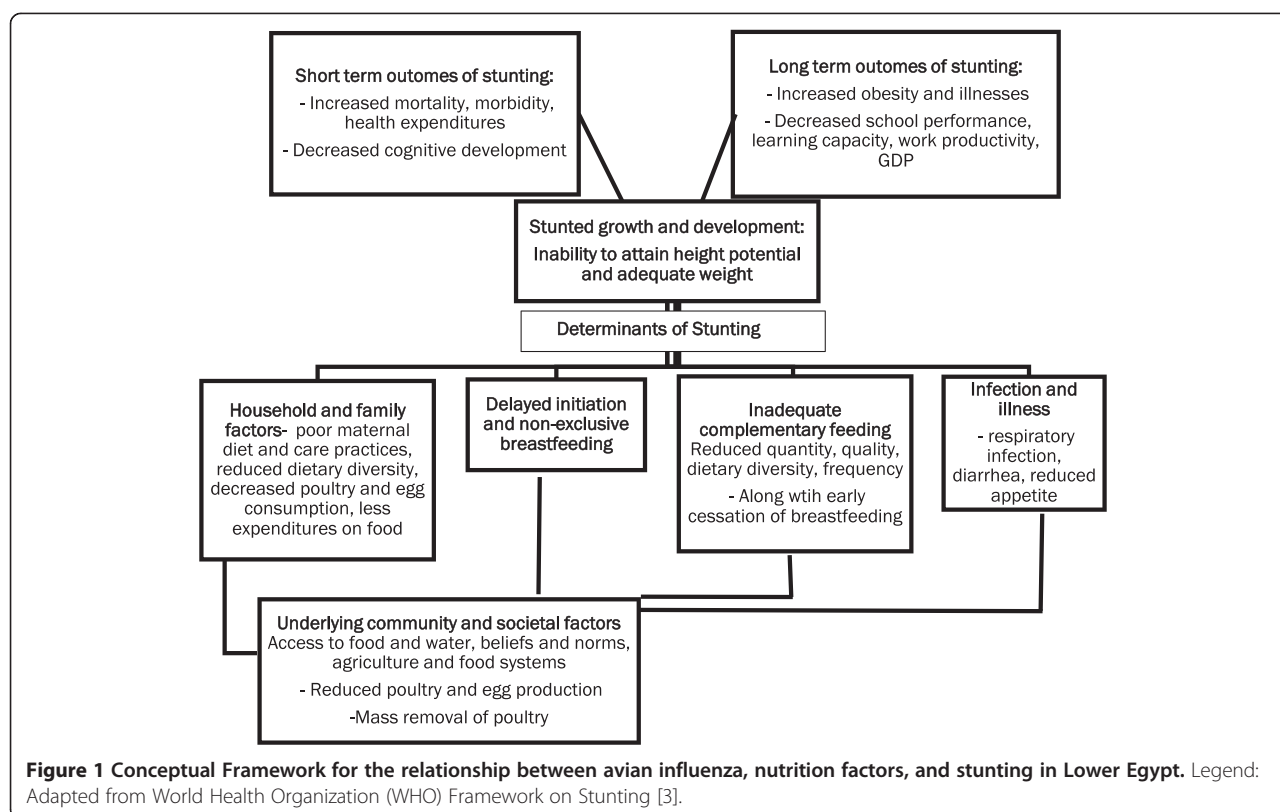 Short term outcomes of stunting:
- Increased mortality, morbidity,
health expenditures
- Decreased cognitive development
Long term outcomes of stunting:
- Increased obesity and illnesses
- Decreased school performance,
learning capacity, work productivity,
GDP
Stunted growth and development:
Inability to attain height potential
and adequate weight
Determinants of Stunting
Household and family
factors- poor maternal
diet and care practices,
reduced dietary diversity,
decreased poultry and egg
consumption, less
expenditures on food
Delayed initiation
and non-exclusive
breastfeeding
Inadequate
complementary feeding
Reduced quantity, quality,
dietary diversity, frequency
- Along wtih early
cessation of breastfeeding
Infection and
illness
- respiratory
infection,
diarrhea, reduced
appetite
Underlying community and societal factors
Access to food and water, beliefs and norms,
agriculture and food systems
- Reduced poultry and egg production
-Mass removal of poultry
Figure 1 Conceptual Framework for the relationship between avian influenza, nutrition factors, and stunting in Lower Egypt. Legend:
Adapted from World Health Organization (WHO) Framework on Stunting [3].